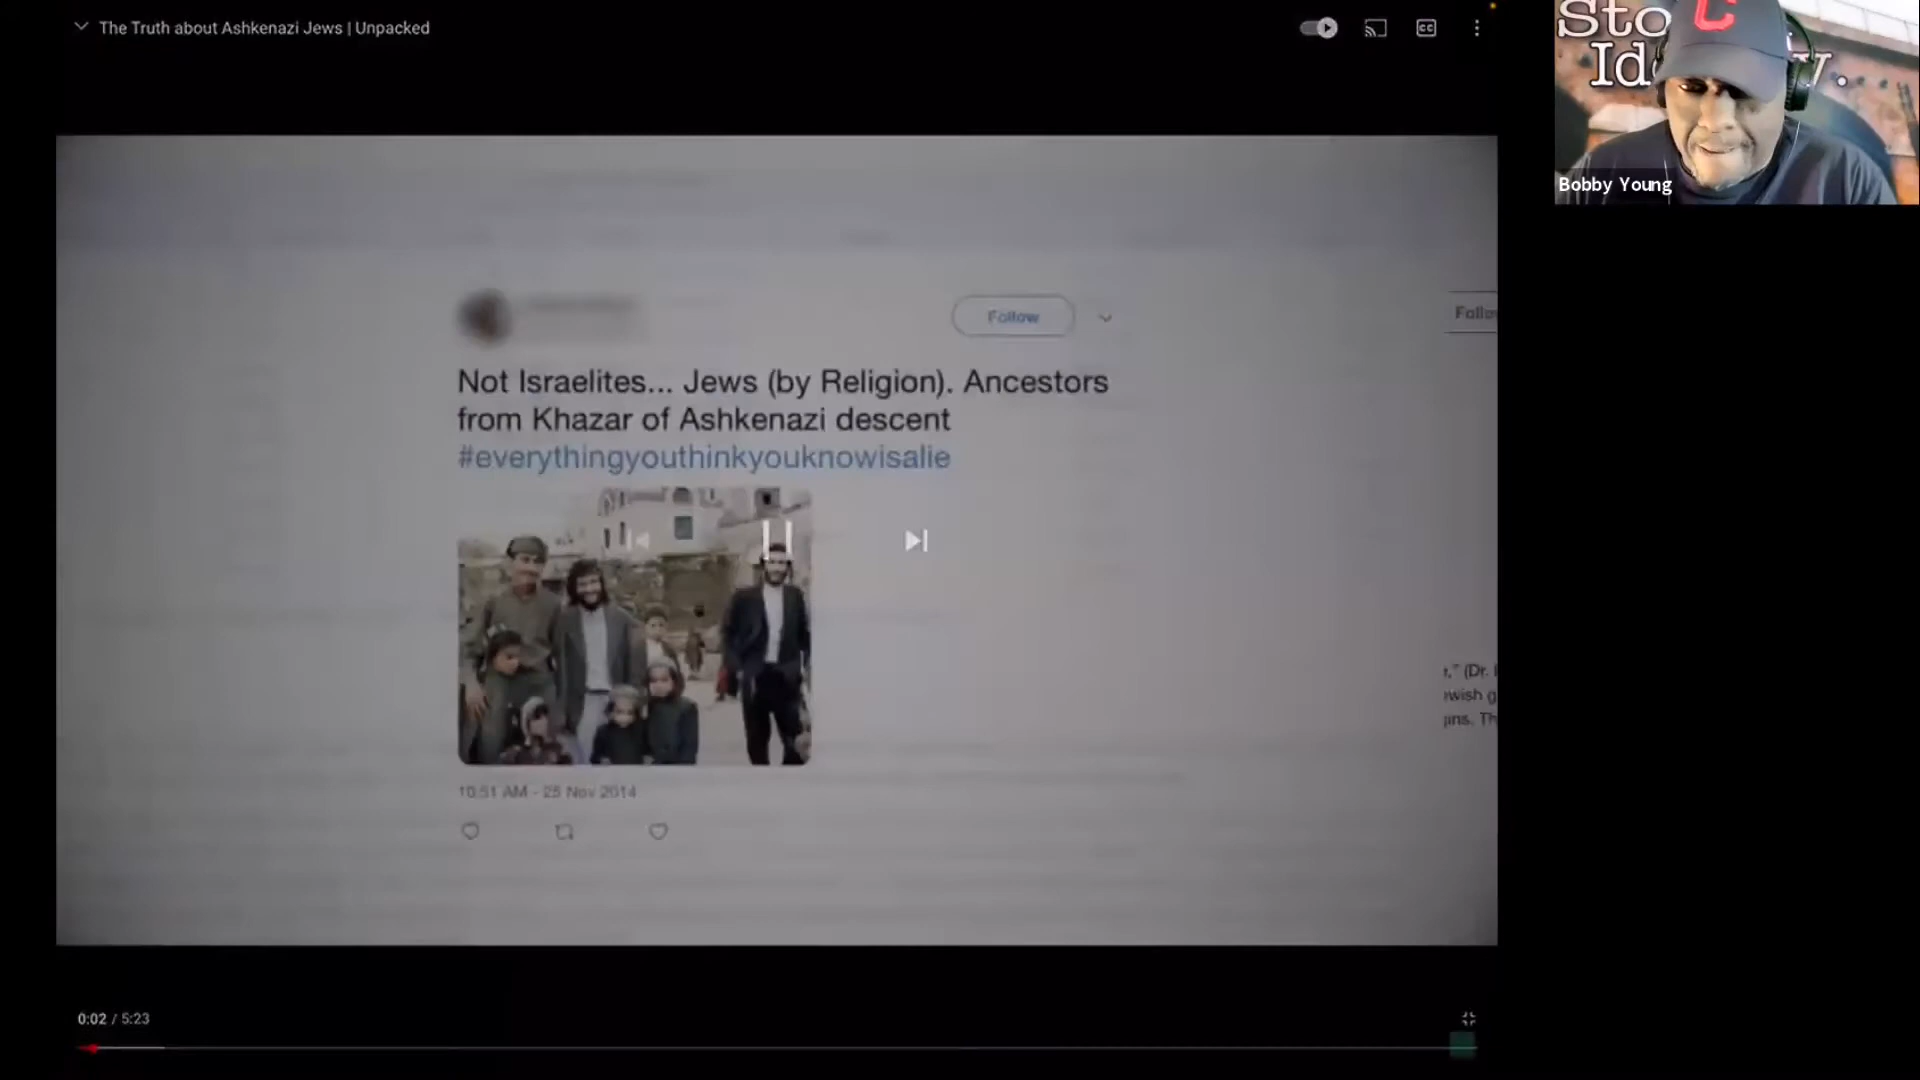 The Truth about Ashkenazi Jews | Unpacked
Bobby Young
Follow
Not Israelites... Jews (by Religion). Ancestors
from Khazar of Ashkenazi descent
#everythingyouthinkyouknowisalie
10:51 AM - 25 Nov 2014
(Dr.
0:02 / 5:23
C